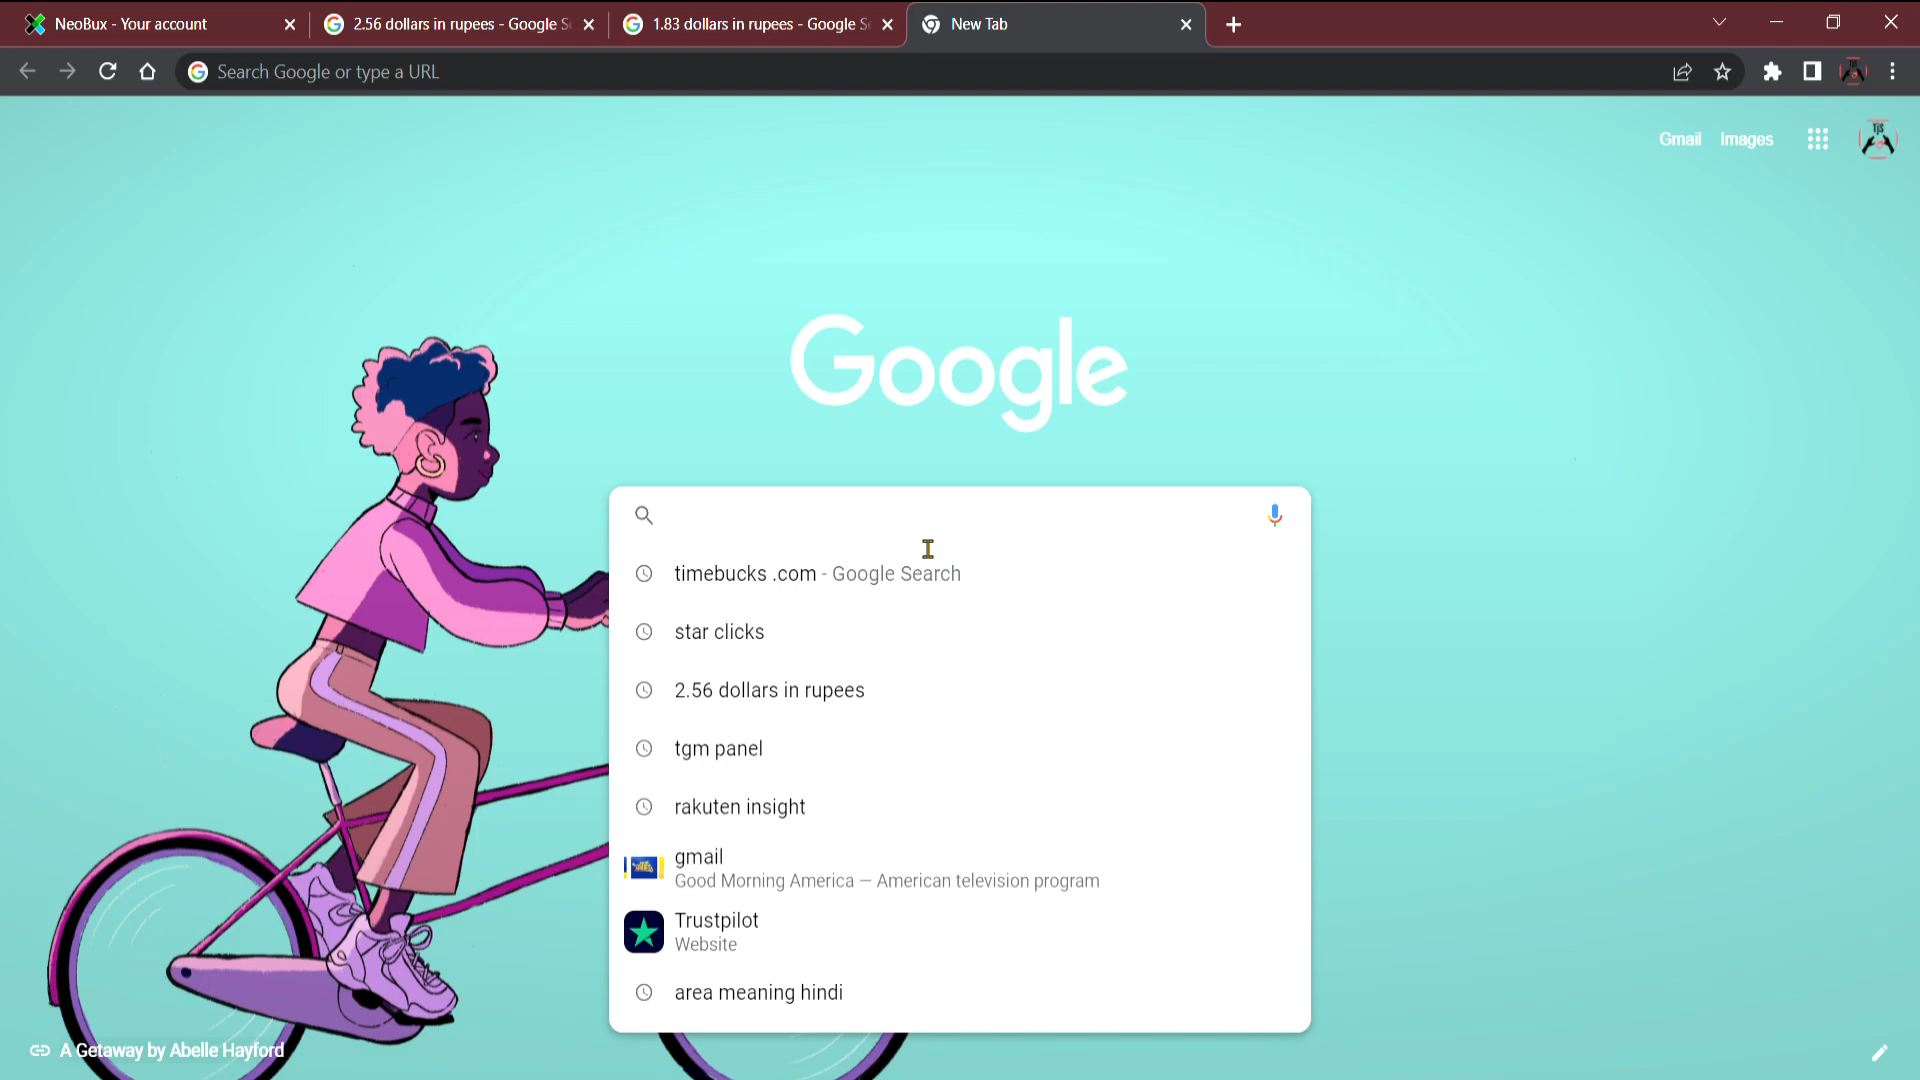 NeoBux - Your account
2.56 dollars in rupees - Google S
1.83 dollars in rupees - Google Se
New Tab
Search Google or type a URL
Gmail Images
TjS
Google
timebucks .com - Google Search
star clicks
2.56 dollars in rupees
tgm panel
rakuten insight
gmail
Good Morning America — American television program
Trustpilot
Website
area meaning hindi
A Getaway by Abelle Hayford